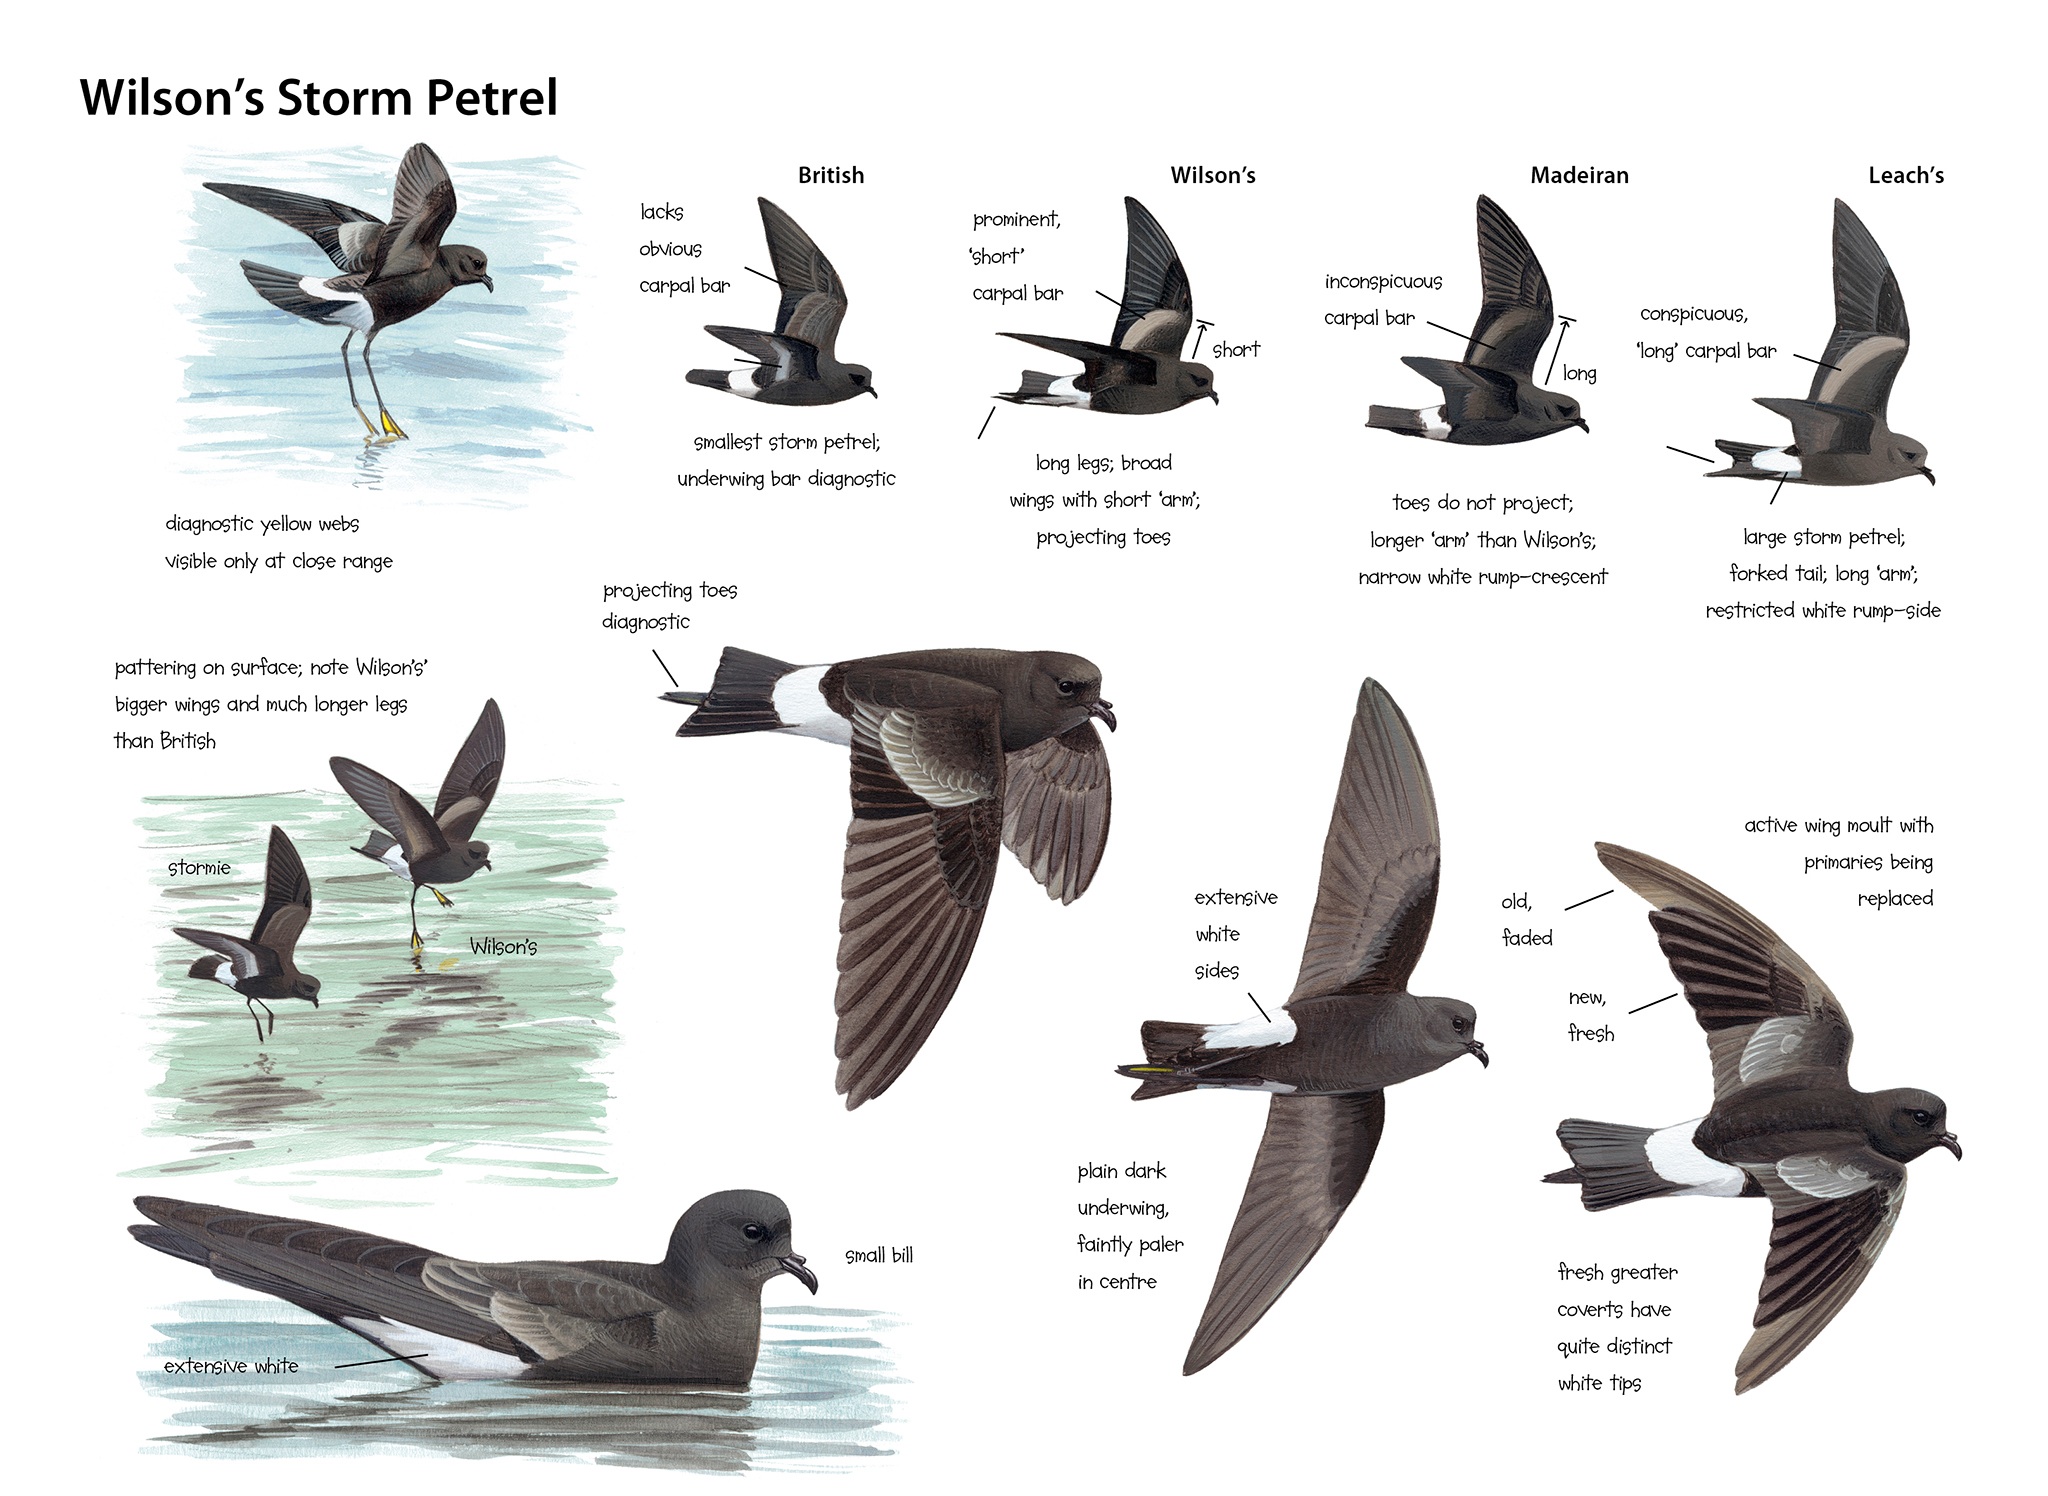 Wilson's Storm Petrel
British
lacks
obvious
carpal bar
smallest storm petrel;
underwing bar diagnostic
Wilson's
prominent,
'short'
carpal bar
short
long legs; broad
wings with short 'arm';
projecting toes
Madeiran
inconspicuous
carpal bar
long
toes do not project;
longer 'arm' than Wilson's;
narrow white rump-crescent
Leach's
conspicuous,
'long' carpal bar
large storm petrel;
forked tail; long 'arm';
restricted white rump-side
diagnostic yellow webs
visible only at close range
projecting toes
diagnostic
pattering on surface; note Wilson's'
bigger wings and much longer legs
than British
stormie
Wilson's
extensive
white
sides
active wing moult with
primaries being
replaced
old,
faded
new,
fresh
plain dark
underwing,
faintly paler
in centre
fresh greater
coverts have
quite distinct
white tips
small bill
extensive white